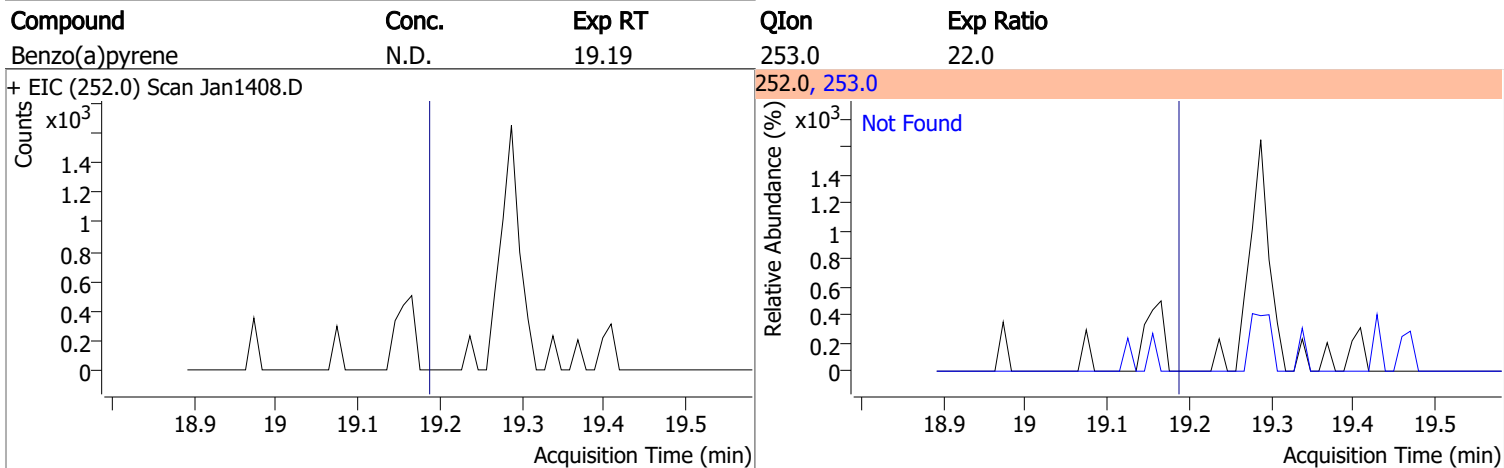 Compound Conc. Exp RT QIon Exp Ratio
Benzo(a)pyrene N.D. 19.19 253.0 22.0
+ EIC (252.0) Scan Jan1408.D
252.0, 253.0
Counts
x10³
1.4
1.2
1
0.8
0.6
0.4
0.2
0
18.9 19 19.1 19.2 19.3 19.4 19.5
Acquisition Time (min)
Relative Abundance (%)
x10³
Not Found
1.4
1.2
1
0.8
0.6
0.4
0.2
0
18.9 19 19.1 19.2 19.3 19.4 19.5
Acquisition Time (min)